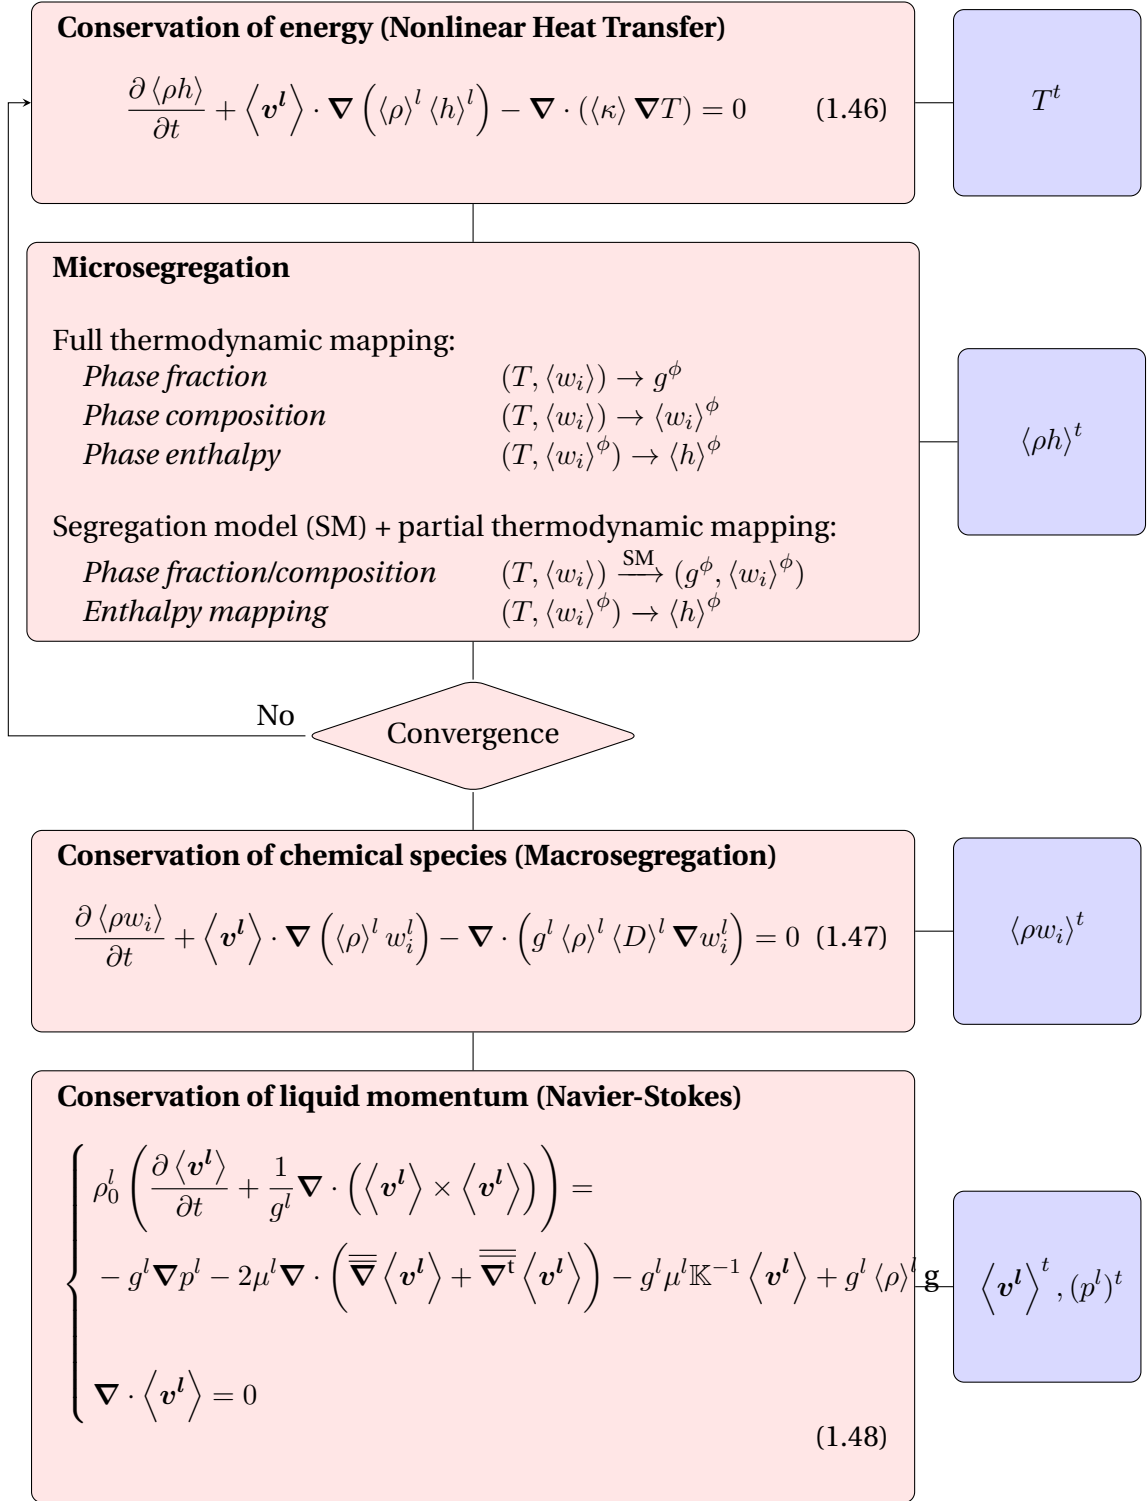 Conservation of energy (Nonlinear Heat Transfer)
∂⟨ρh⟩/∂t + ⟨v^l⟩ · ∇(⟨ρ⟩^l ⟨h⟩^l) − ∇ · (⟨κ⟩ ∇T) = 0 (1.46)
T^t
Microsegregation
Full thermodynamic mapping:
Phase fraction (T, ⟨w_i⟩) → g^ϕ
Phase composition (T, ⟨w_i⟩) → ⟨w_i⟩^ϕ
Phase enthalpy (T, ⟨w_i⟩^ϕ) → ⟨h⟩^ϕ
⟨ρh⟩^t
Segregation model (SM) + partial thermodynamic mapping:
Phase fraction/composition (T, ⟨w_i⟩) —SM→ (g^ϕ, ⟨w_i⟩^ϕ)
Enthalpy mapping (T, ⟨w_i⟩^ϕ) → ⟨h⟩^ϕ
No
Convergence
Conservation of chemical species (Macrosegregation)
∂⟨ρw_i⟩/∂t + ⟨v^l⟩ · ∇(⟨ρ⟩^l w_i^l) − ∇ · (g^l ⟨ρ⟩^l ⟨D⟩^l ∇w_i^l) = 0 (1.47)
⟨ρw_i⟩^t
Conservation of liquid momentum (Navier-Stokes)
ρ_0^l (∂⟨v^l⟩/∂t + 1/g^l ∇ · (⟨v^l⟩ × ⟨v^l⟩)) =
− g^l ∇p^l − 2μ^l ∇ · (∇̿ ⟨v^l⟩ + ∇̿^t ⟨v^l⟩) − g^l μ^l 𝕂^{−1} ⟨v^l⟩ + g^l ⟨ρ⟩^l g
⟨v^l⟩^t, (p^l)^t
∇ · ⟨v^l⟩ = 0
(1.48)